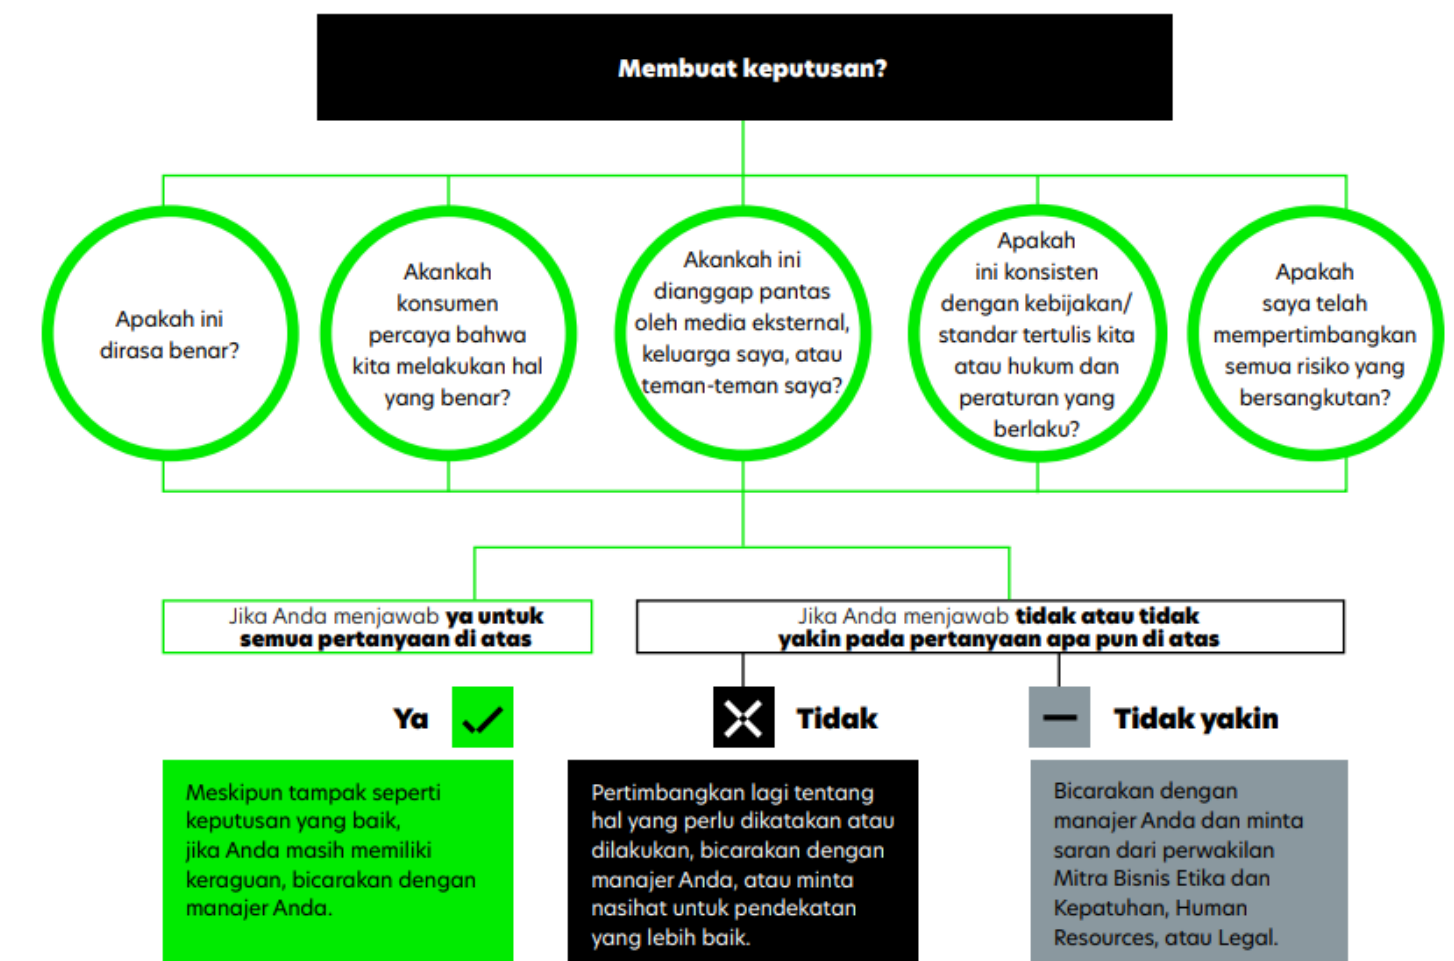 Membuat keputusan?
Apakah ini
dirasa benar?
Akankah
konsumen
percaya bahwa
kita melakukan hal
yang benar?
Akankah ini
dianggap pantas
oleh media eksternal,
keluarga saya, atau
teman-teman saya?
Apakah
ini konsisten
dengan kebijakan/
standar tertulis kita
atau hukum dan
peraturan yang
berlaku?
Apakah
saya telah
mempertimbangkan
semua risiko yang
bersangkutan?
Jika Anda menjawab ya untuk
semua pertanyaan di atas
Jika Anda menjawab tidak atau tidak
yakin pada pertanyaan apa pun di atas
Ya
Tidak
Tidak yakin
Meskipun tampak seperti
keputusan yang baik,
jika Anda masih memiliki
keraguan, bicarakan dengan
manajer Anda.
Pertimbangkan lagi tentang
hal yang perlu dikatakan atau
dilakukan, bicarakan dengan
manajer Anda, atau minta
nasihat untuk pendekatan
yang lebih baik.
Bicarakan dengan
manajer Anda dan minta
saran dari perwakilan
Mitra Bisnis Etika dan
Kepatuhan, Human
Resources, atau Legal.